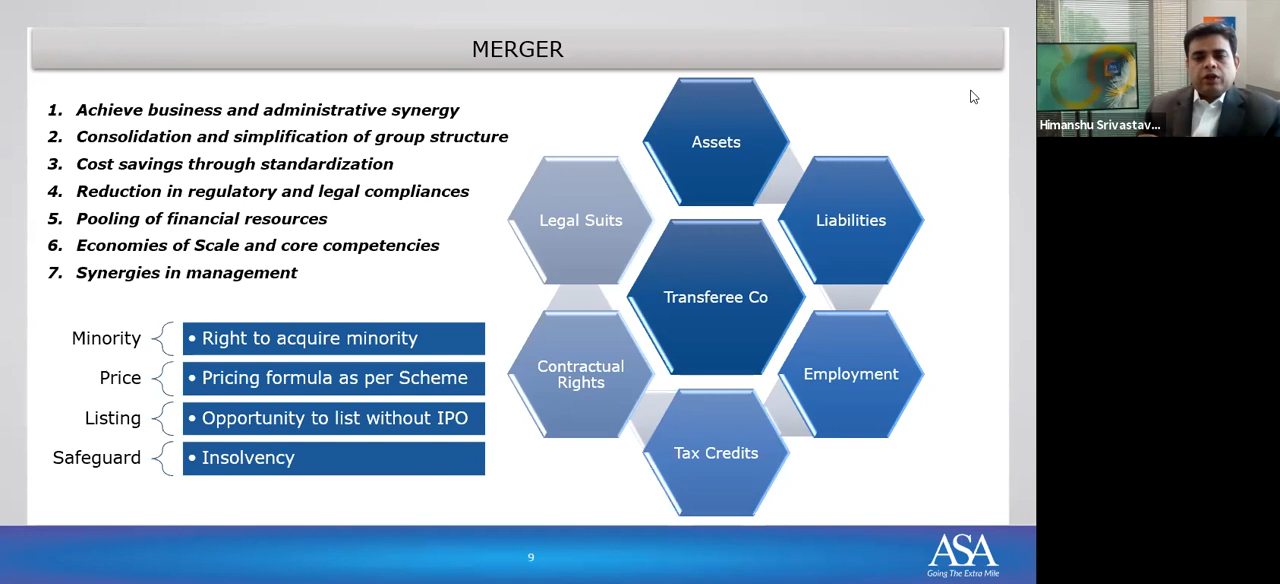 MERGER
1. Achieve business and administrative synergy
2. Consolidation and simplification of group structure
3. Cost savings through standardization
4. Reduction in regulatory and legal compliances
5. Pooling of financial resources
6. Economies of Scale and core competencies
7. Synergies in management
Minority
• Right to acquire minority
Price
• Pricing formula as per Scheme
Listing
• Opportunity to list without IPO
Safeguard
• Insolvency
Assets
Liabilities
Employment
Tax Credits
Contractual
Rights
Legal Suits
Transferee Co
9
ASA
Going The Extra Mile
Himanshu Srivastav...